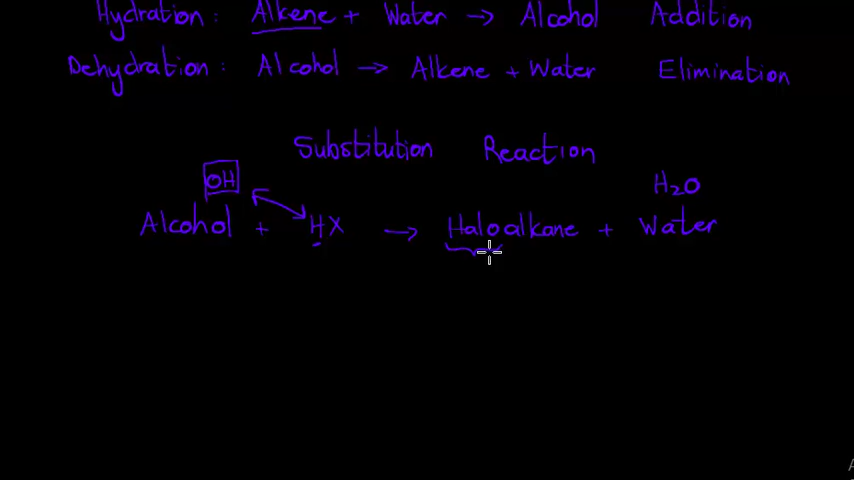 Hydration: Alkene + Water → Alcohol Addition
Dehydration: Alcohol → Alkene + Water Elimination
Substitution Reaction
OH H₂O
Alcohol + HX → Haloalkane + Water